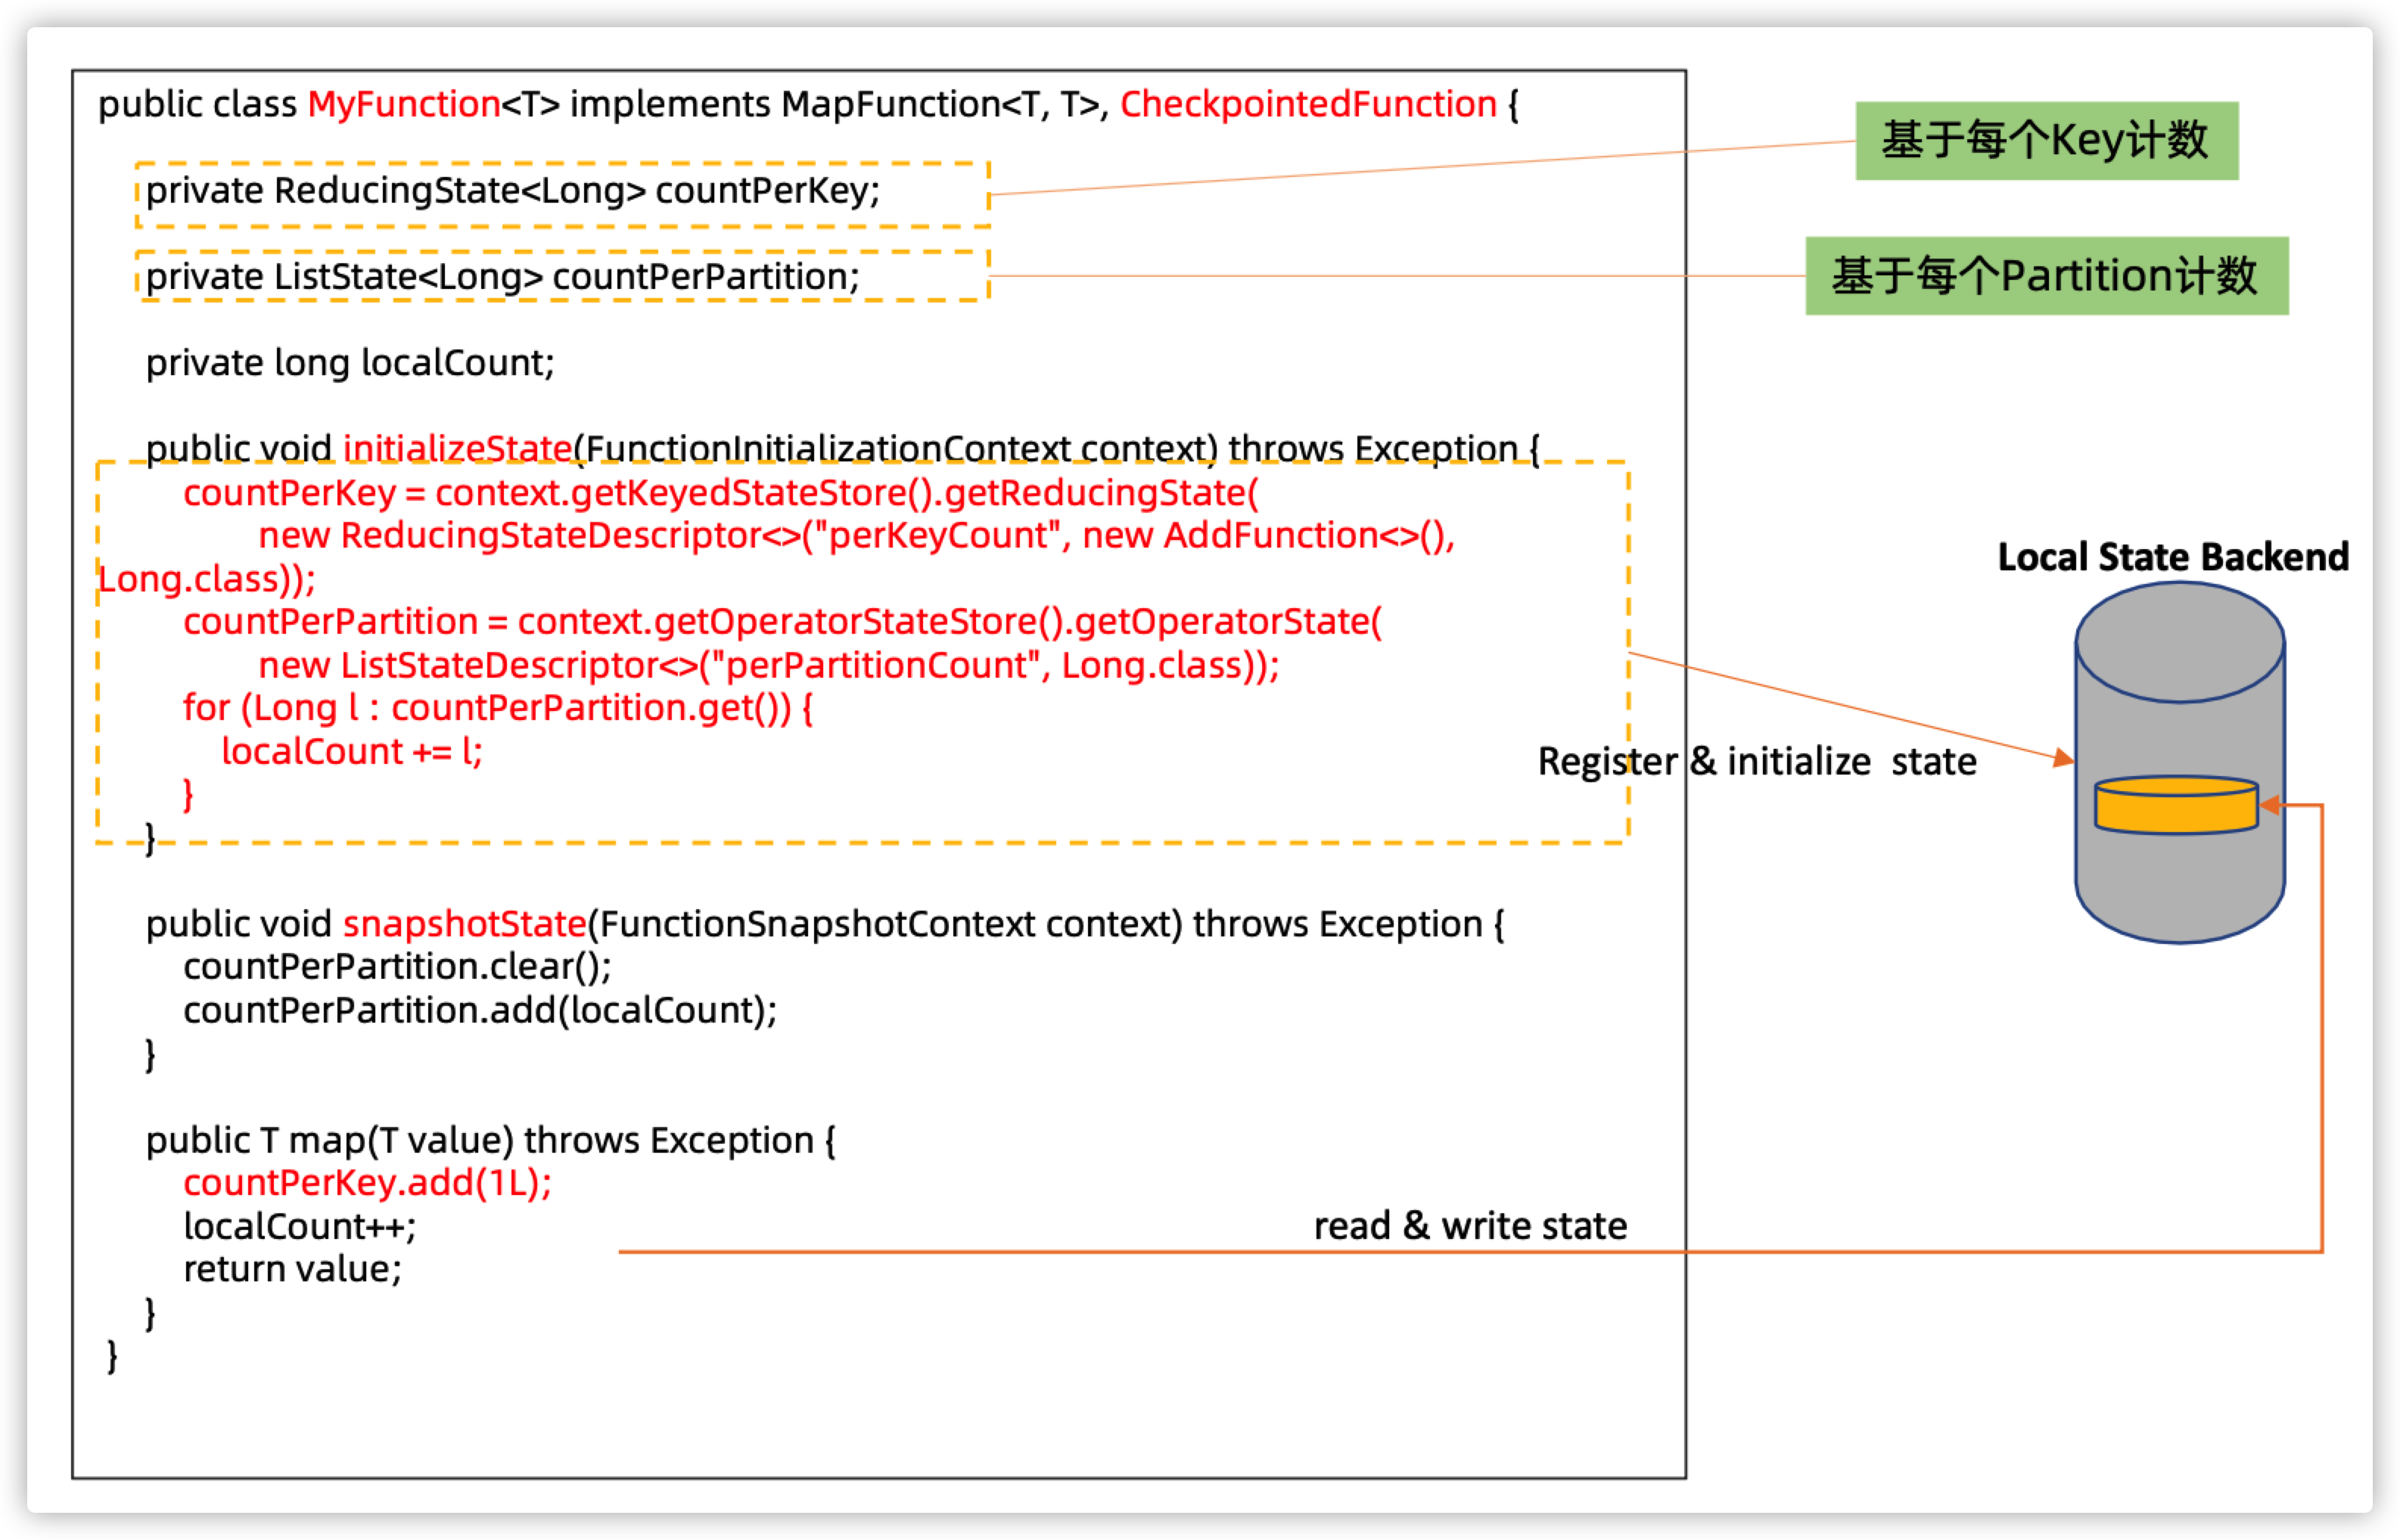 public class MyFunction<T> implements MapFunction<T, T>, CheckpointedFunction {
基于每个Key计数
private ReducingState<Long> countPerKey;
基于每个Partition计数
private ListState<Long> countPerPartition;
private long localCount;
public void initializeState(FunctionInitializationContext context) throws Exception {
countPerKey = context.getKeyedStateStore().getReducingState(
new ReducingStateDescriptor<>("perKeyCount", new AddFunction<>(),
Long.class));
countPerPartition = context.getOperatorStateStore().getOperatorState(
new ListStateDescriptor<>("perPartitionCount", Long.class));
for (Long l : countPerPartition.get()) {
localCount += l;
}
}
Local State Backend
Register & initialize  state
public void snapshotState(FunctionSnapshotContext context) throws Exception {
countPerPartition.clear();
countPerPartition.add(localCount);
}
public T map(T value) throws Exception {
countPerKey.add(1L);
localCount++;
return value;
}
}
read & write state